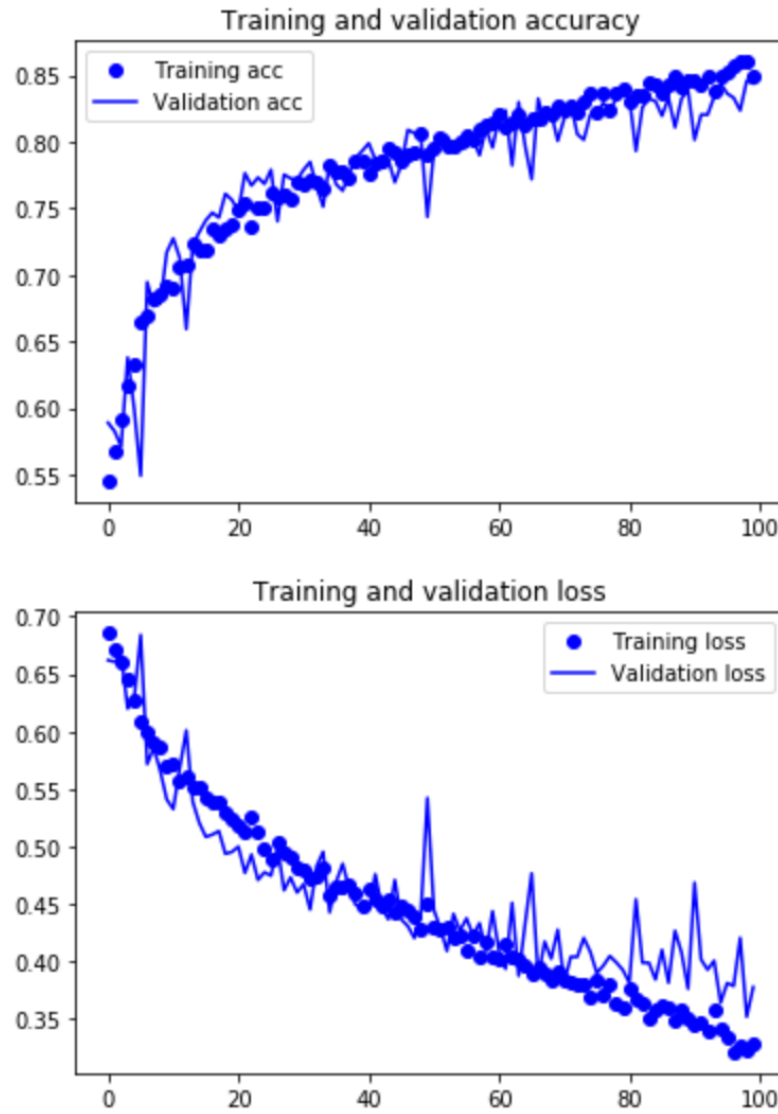 Training and validation accuracy
Training acc
Validation acc
0.85
0.80
0.75
0.70
0.65
0.60
0.55
0 20 40 60 80 100
Training and validation loss
Training loss
Validation loss
0.70
0.65
0.60
0.55
0.50
0.45
0.40
0.35
0 20 40 60 80 100